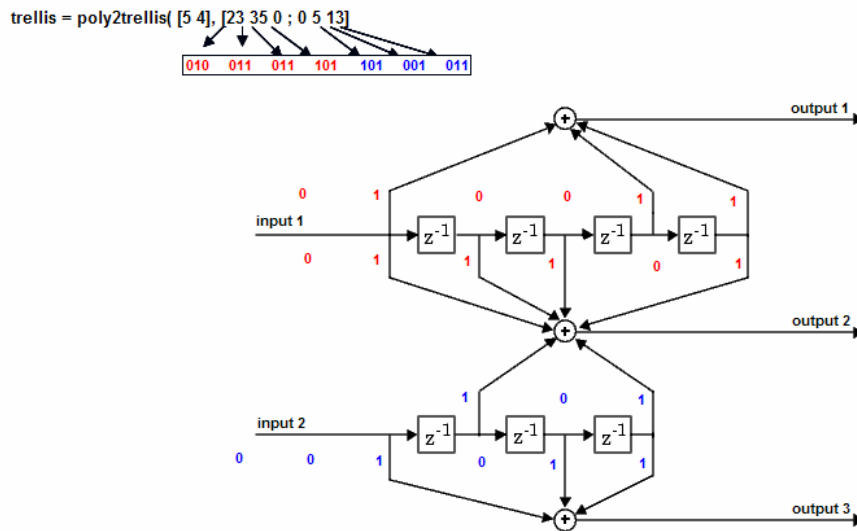 trellis = poly2trellis( [5 4], [23 35 0 ; 0 5 13]
010 011 011 101 101 001 011
output 1
+
0 1 0 0 1 1
input 1
z-1 z-1 z-1 z-1
0 1 1 1 0 1
output 2
+
1 0 1
input 2
z-1 z-1 z-1
0 0 1 0 1 1
output 3
+